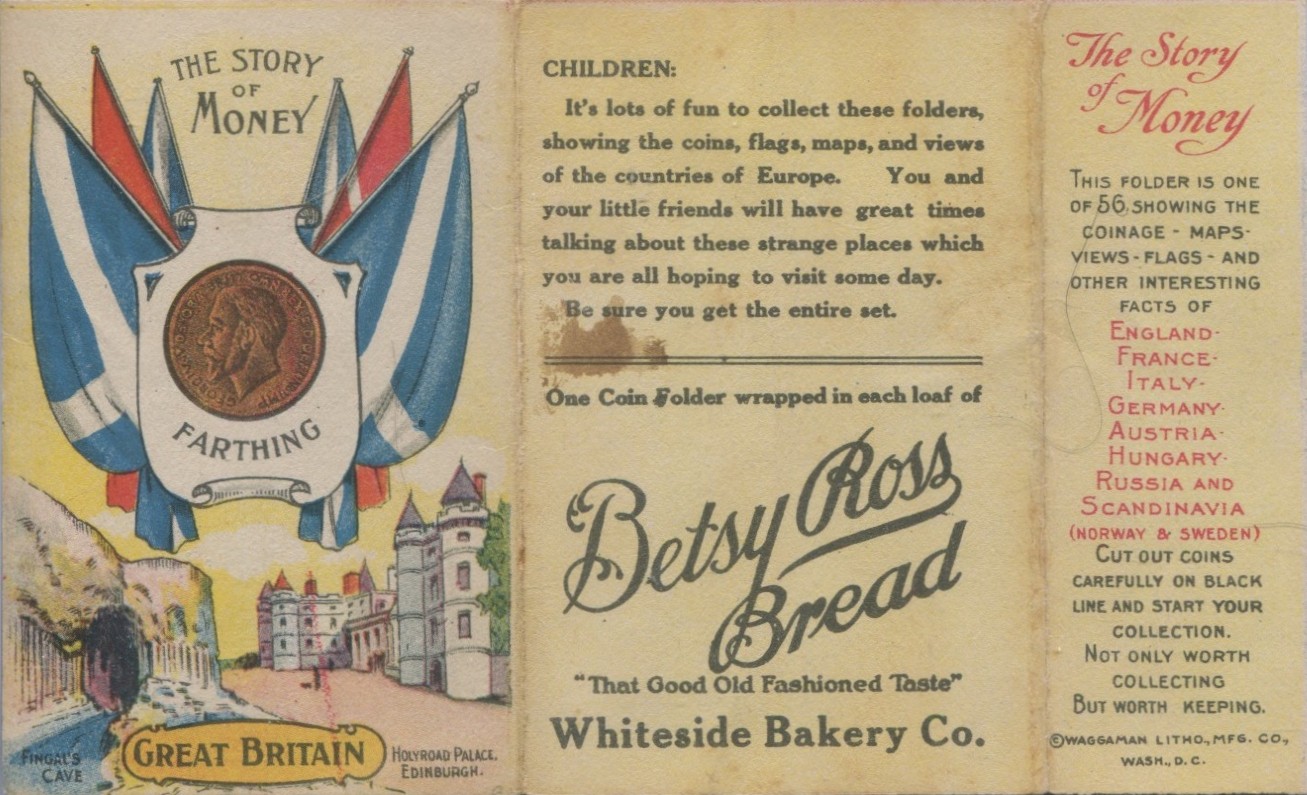 THE STORY
OF
MONEY
FARTHING
FINGAL'S
CAVE
GREAT BRITAIN
HOLYROAD PALACE,
EDINBURGH.
CHILDREN:
It's lots of fun to collect these folders,
showing the coins, flags, maps, and views
of the countries of Europe. You and
your little friends will have great times
talking about these strange places which
you are all hoping to visit some day.
Be sure you get the entire set.
One Coin Folder wrapped in each loaf of
Betsy Ross
Bread
"That Good Old Fashioned Taste"
Whiteside Bakery Co.
The Story
of
Money
THIS FOLDER IS ONE
OF 56 SHOWING THE
COINAGE - MAPS-
VIEWS - FLAGS - AND
OTHER INTERESTING
FACTS OF
ENGLAND-
FRANCE-
ITALY-
GERMANY-
AUSTRIA-
HUNGARY-
RUSSIA AND
SCANDINAVIA
(NORWAY & SWEDEN)
CUT OUT COINS
CAREFULLY ON BLACK
LINE AND START YOUR
COLLECTION.
NOT ONLY WORTH
COLLECTING
BUT WORTH KEEPING.
©WAGGAMAN LITHO., MFG. CO.,
WASH., D. C.